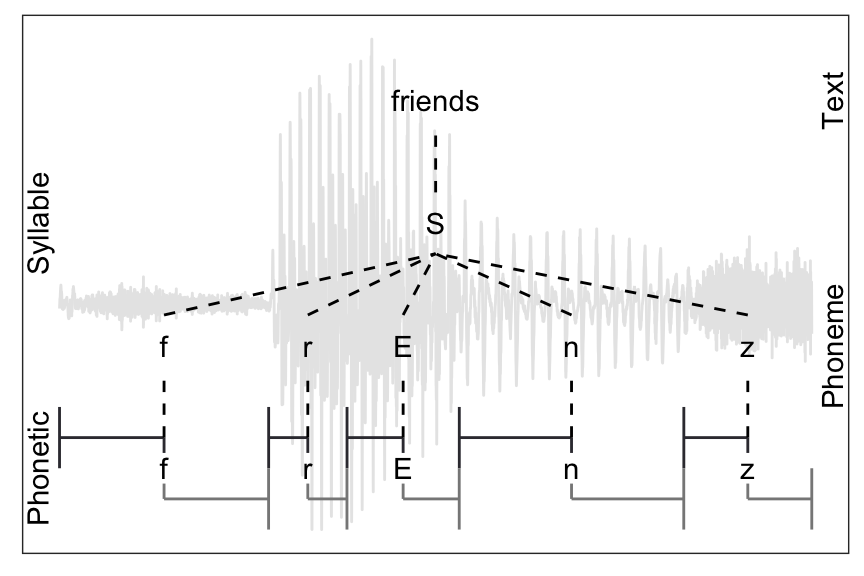 friends
Text
Syllable
S
f r E n z
Phoneme
Phonetic
f r E n z